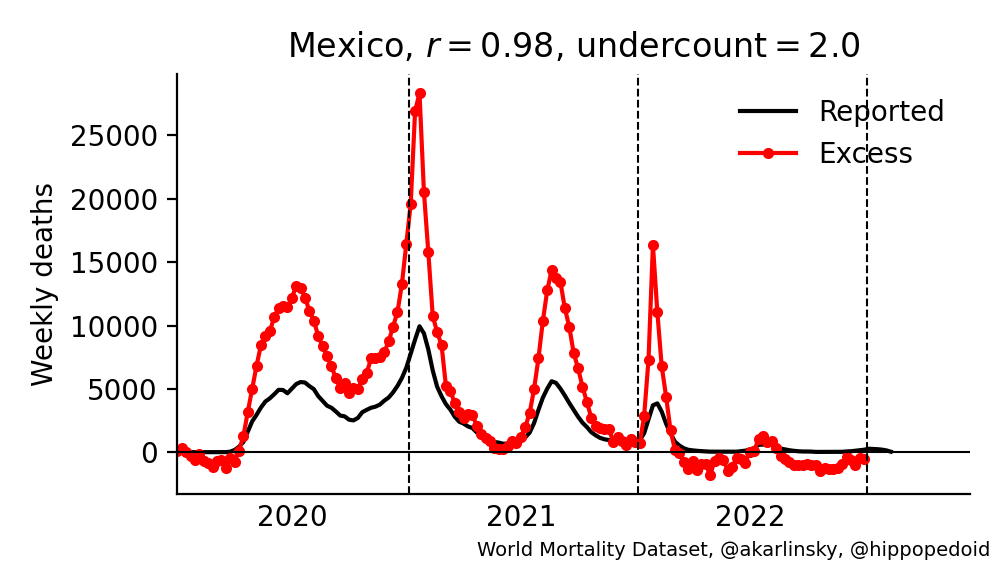 Mexico, r = 0.98, undercount = 2.0
Weekly deaths
25000
20000
15000
10000
5000
0
Reported
Excess
2020 2021 2022
World Mortality Dataset, @akarlinsky, @hippopedoid